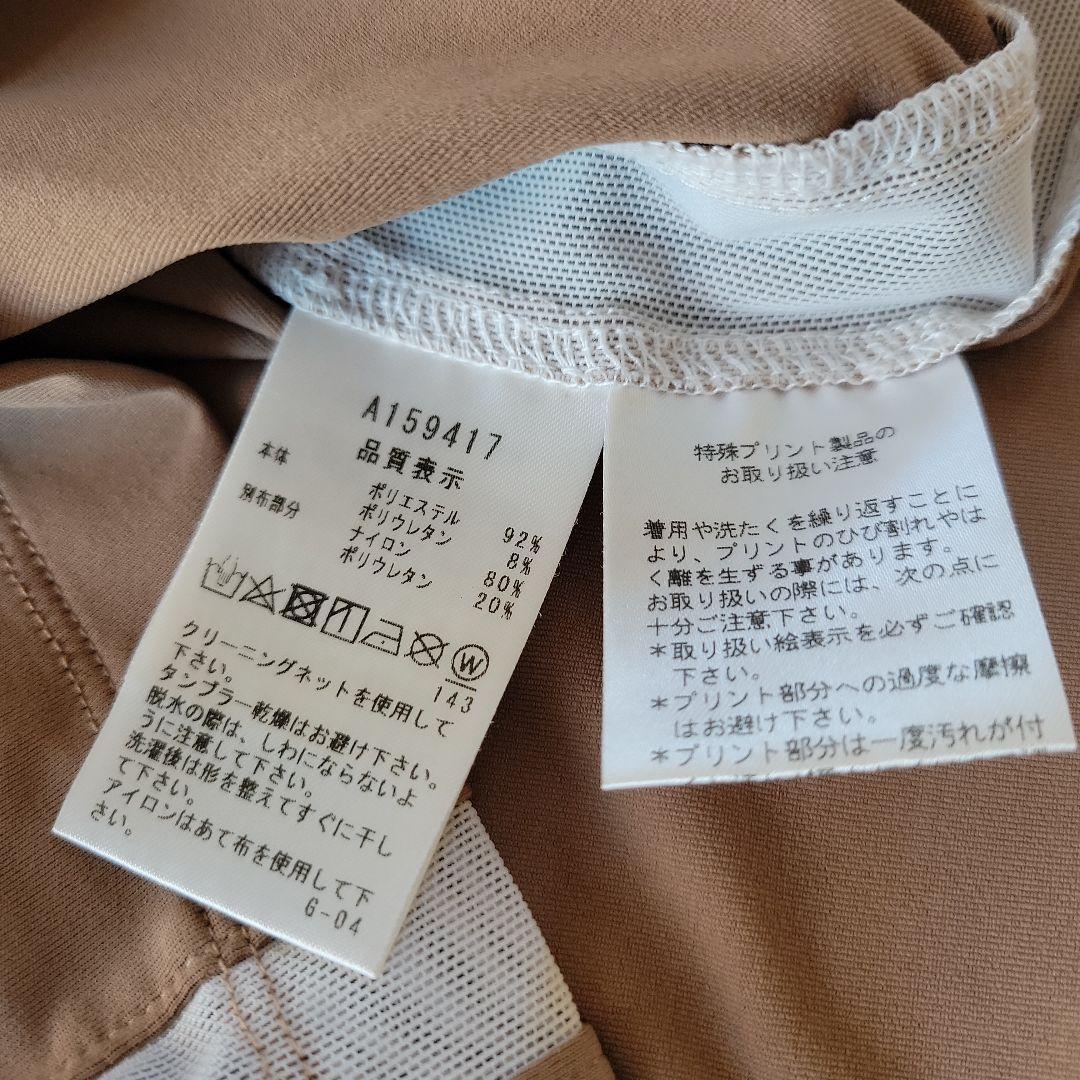 A159417
品質表示
本体 ポリエステル 92%
ポリウレタン 8%
別布部分 ナイロン 80%
ポリウレタン 20%
W
143
クリーニングネットを使用して
下さい。
タンブラー乾燥はお避け下さい。
脱水の際は、しわにならないよ
うに注意して下さい。
洗濯後は形を整えてすぐに干し
て下さい。
アイロンはあて布を使用して下
さい。
G-04
特殊プリント製品の
お取り扱い注意
着用や洗たくを繰り返すことに
より、プリントのひび割れやは
く離を生ずる事があります。
お取り扱いの際には、次の点に
十分ご注意下さい。
*取り扱い絵表示を必ずご確認
下さい。
*プリント部分への過度な摩擦
はお避け下さい。
*プリント部分は一度汚れが付